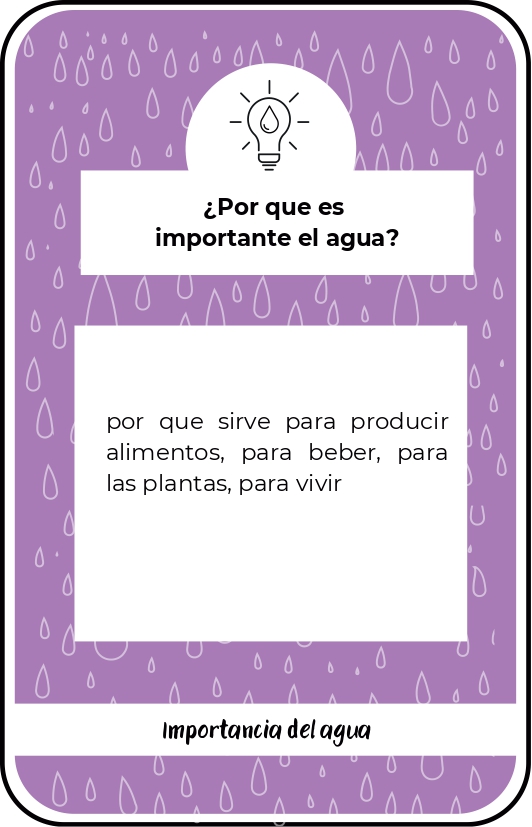 ¿Por que es
importante el agua?
por que sirve para producir
alimentos, para beber, para
las plantas, para vivir
Importancia del agua